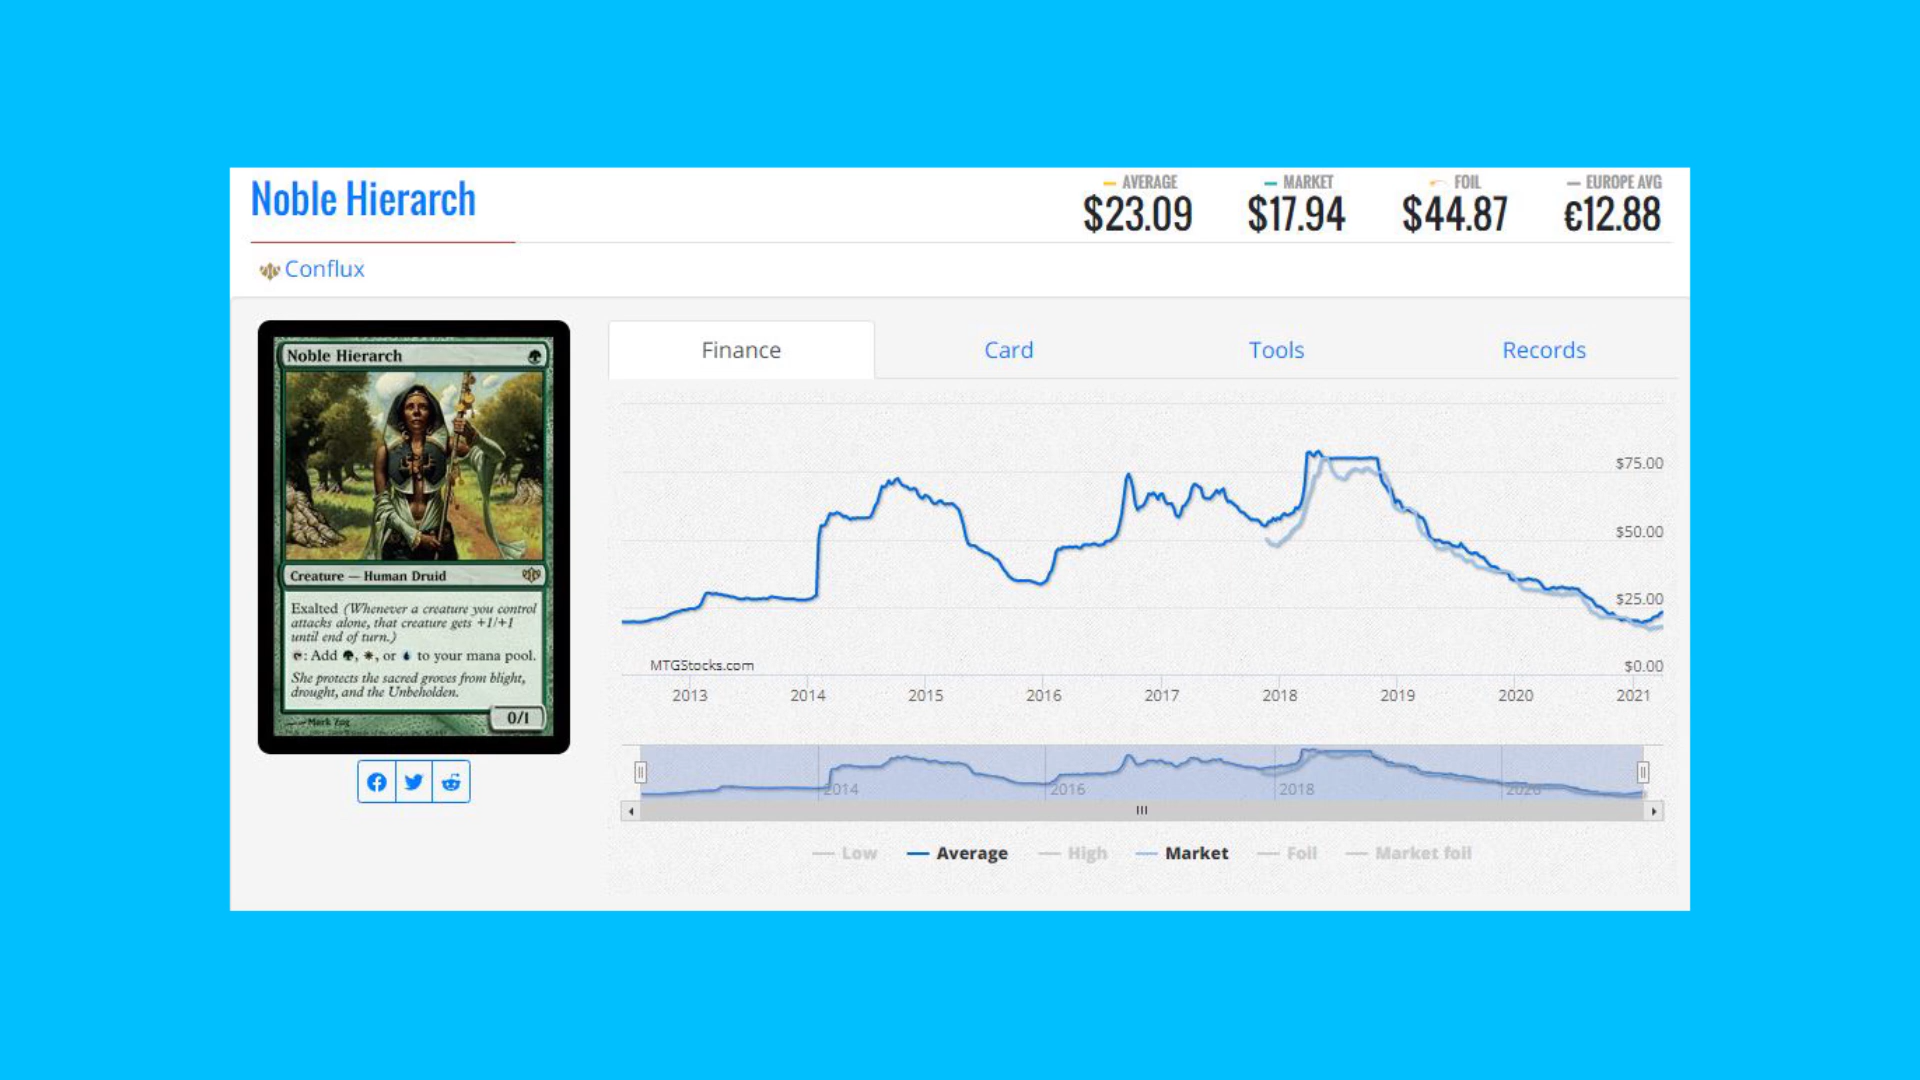 Noble Hierarch
AVERAGE
$23.09
MARKET
$17.94
FOIL
$44.87
EUROPE AVG
€12.88
Conflux
Noble Hierarch
Creature — Human Druid
Exalted (Whenever a creature you control
attacks alone, that creature gets +1/+1
until end of turn.)
: Add , , or to your mana pool.
She protects the sacred groves from blight,
drought, and the Unbeholden.
Mark Zug
0/1
Finance
Card
Tools
Records
$75.00
$50.00
$25.00
$0.00
MTGStocks.com
2013 2014 2015 2016 2017 2018 2019 2020 2021
2014 2016 2018 2020
Low Average High Market Foil Market foil